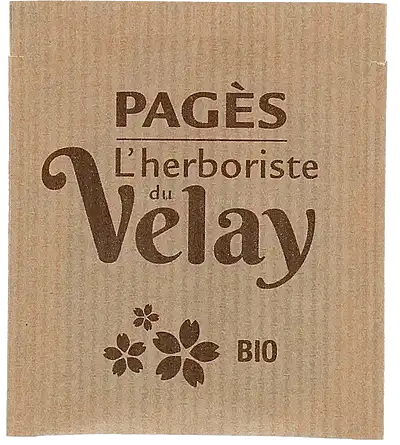 PAGÈS
L'herboriste
du
Velay
BIO